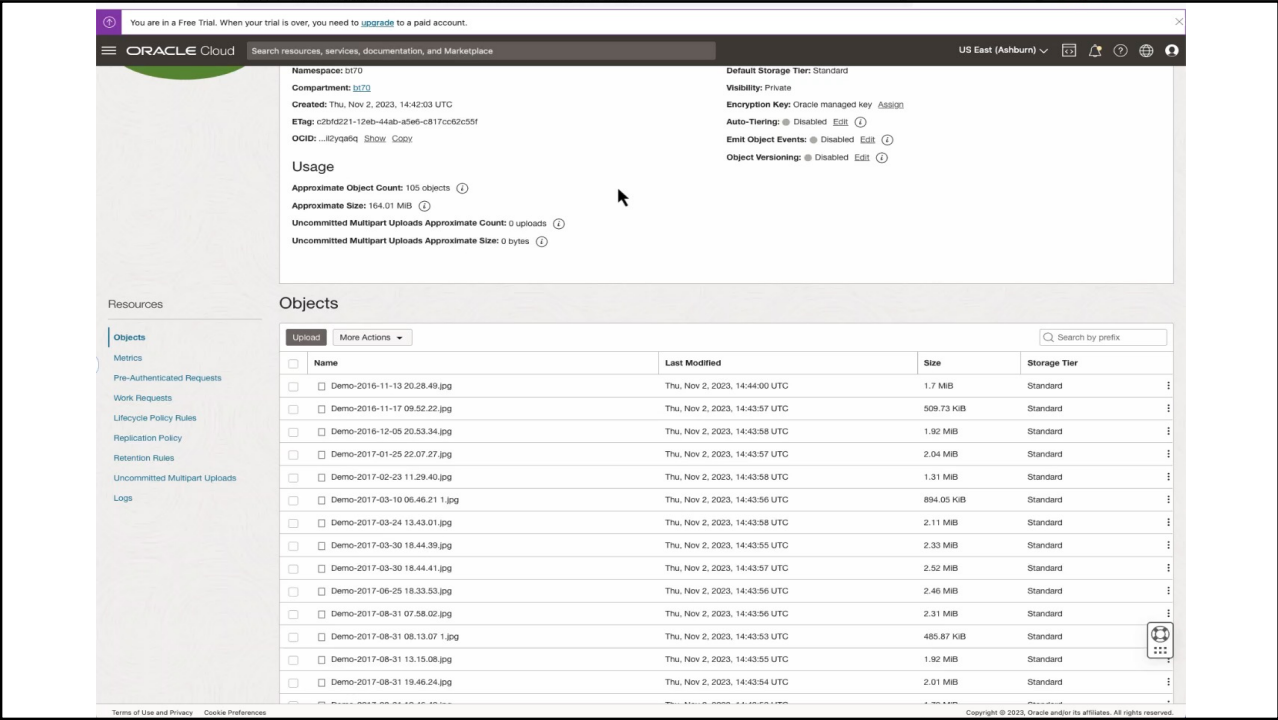 You are in a Free Trial. When your trial is over, you need to upgrade to a paid account.
ORACLE Cloud
Search resources, services, documentation, and Marketplace
US East (Ashburn)
Namespace: bt70
Compartment: bt70
Created: Thu, Nov 2, 2023, 14:42:03 UTC
ETag: c2bfd221-12eb-44ab-a5e6-c817cc62c55f
OCID: ...il2yqa6q Show Copy
Default Storage Tier: Standard
Visibility: Private
Encryption Key: Oracle managed key Assign
Auto-Tiering: Disabled Edit
Emit Object Events: Disabled Edit
Object Versioning: Disabled Edit
Usage
Approximate Object Count: 105 objects
Approximate Size: 164.01 MiB
Uncommitted Multipart Uploads Approximate Count: 0 uploads
Uncommitted Multipart Uploads Approximate Size: 0 bytes
Resources
Objects
Metrics
Pre-Authenticated Requests
Work Requests
Lifecycle Policy Rules
Replication Policy
Retention Rules
Uncommitted Multipart Uploads
Logs
Objects
Upload More Actions Search by prefix
Name Last Modified Size Storage Tier
Demo-2016-11-13 20.28.49.jpg Thu, Nov 2, 2023, 14:44:00 UTC 1.7 MiB Standard
Demo-2016-11-17 09.52.22.jpg Thu, Nov 2, 2023, 14:43:57 UTC 509.73 KiB Standard
Demo-2016-12-05 20.53.34.jpg Thu, Nov 2, 2023, 14:43:58 UTC 1.92 MiB Standard
Demo-2017-01-25 22.07.27.jpg Thu, Nov 2, 2023, 14:43:57 UTC 2.04 MiB Standard
Demo-2017-02-23 11.29.40.jpg Thu, Nov 2, 2023, 14:43:58 UTC 1.31 MiB Standard
Demo-2017-03-10 06.46.21 1.jpg Thu, Nov 2, 2023, 14:43:56 UTC 894.05 KiB Standard
Demo-2017-03-24 13.43.01.jpg Thu, Nov 2, 2023, 14:43:58 UTC 2.11 MiB Standard
Demo-2017-03-30 18.44.39.jpg Thu, Nov 2, 2023, 14:43:55 UTC 2.33 MiB Standard
Demo-2017-03-30 18.44.41.jpg Thu, Nov 2, 2023, 14:43:57 UTC 2.52 MiB Standard
Demo-2017-06-25 18.33.53.jpg Thu, Nov 2, 2023, 14:43:56 UTC 2.46 MiB Standard
Demo-2017-08-31 07.58.02.jpg Thu, Nov 2, 2023, 14:43:56 UTC 2.31 MiB Standard
Demo-2017-08-31 08.13.07 1.jpg Thu, Nov 2, 2023, 14:43:53 UTC 485.87 KiB Standard
Demo-2017-08-31 13.15.08.jpg Thu, Nov 2, 2023, 14:43:55 UTC 1.92 MiB Standard
Demo-2017-08-31 19.46.24.jpg Thu, Nov 2, 2023, 14:43:54 UTC 2.01 MiB Standard
Terms of Use and Privacy Cookie Preferences
Copyright © 2023, Oracle and/or its affiliates. All rights reserved.